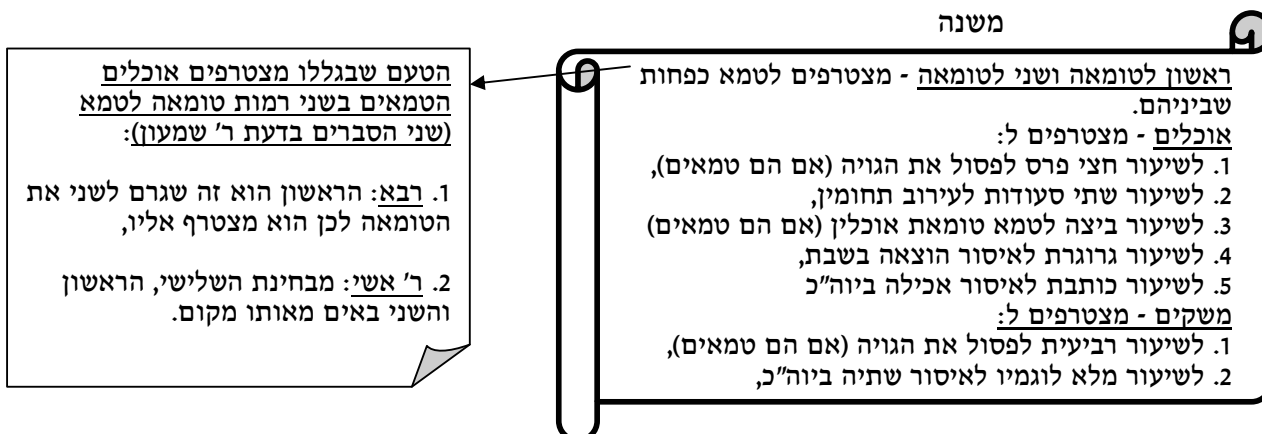 משנה
ראשון לטומאה ושני לטומאה - מצטרפים לטמא כפחות
שביניהם.
אוכלים - מצטרפים ל:
1. לשיעור חצי פרס לפסול את הגויה (אם הם טמאים),
2. לשיעור שתי סעודות לעירוב תחומין,
3. לשיעור ביצה לטמא טומאת אוכלין (אם הם טמאים)
4. לשיעור גרוגרת לאיסור הוצאה בשבת,
5. לשיעור כותבת לאיסור אכילה ביוה"כ
משקים - מצטרפים ל:
1. לשיעור רביעית לפסול את הגויה (אם הם טמאים),
2. לשיעור מלא לוגמיו לאיסור שתיה ביוה"כ,
הטעם שבגללו מצטרפים אוכלים
הטמאים בשני רמות טומאה לטמא
(שני הסברים בדעת ר' שמעון):
1. רבא: הראשון הוא זה שגרם לשני את
הטומאה לכן הוא מצטרף אליו,
2. ר' אשי: מבחינת השלישי, הראשון
והשני באים מאותו מקום.